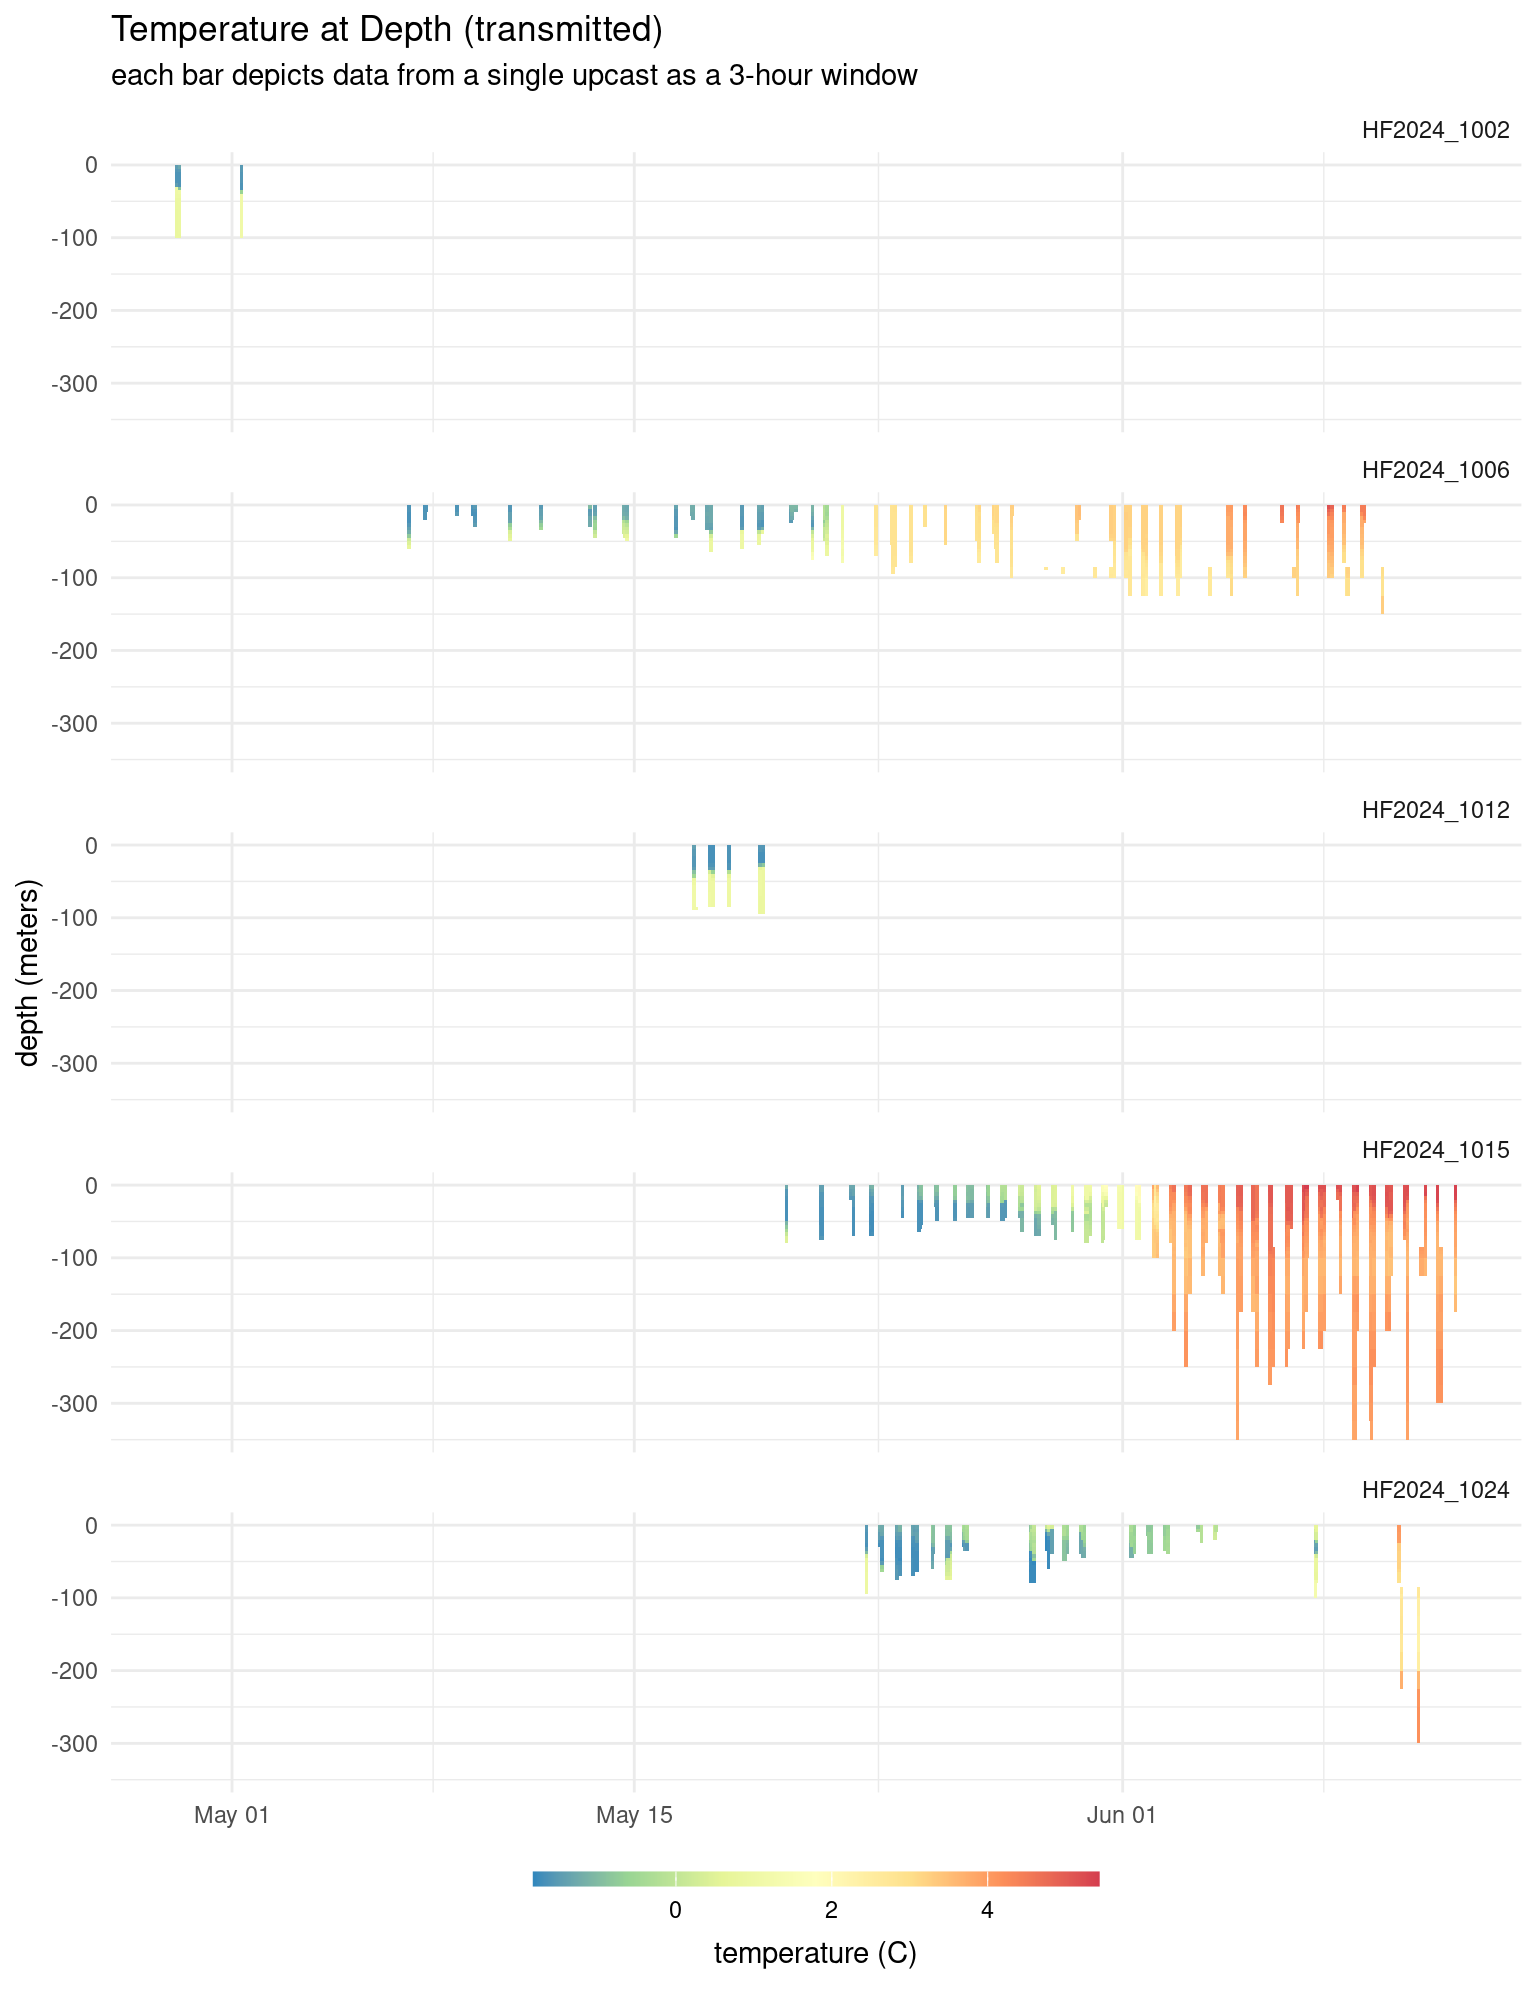 Temperature at Depth (transmitted)
each bar depicts data from a single upcast as a 3-hour window
HF2024_1002
0
-100
-200
-300
HF2024_1006
0
-100
-200
-300
HF2024_1012
0
-100
-200
-300
depth (meters)
HF2024_1015
0
-100
-200
-300
HF2024_1024
0
-100
-200
-300
May 01
May 15
Jun 01
0
2
4
temperature (C)